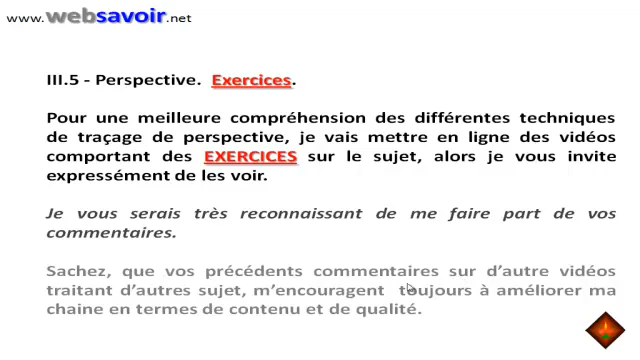 www.websavoir.net
III.5 - Perspective. Exercices.
Pour une meilleure compréhension des différentes techniques
de traçage de perspective, je vais mettre en ligne des vidéos
comportant des EXERCICES sur le sujet, alors je vous invite
expressément de les voir.
Je vous serais très reconnaissant de me faire part de vos
commentaires.
Sachez, que vos précédents commentaires sur d’autre vidéos
traitant d’autres sujet, m’encouragent toujours à améliorer ma
chaine en termes de contenu et de qualité.